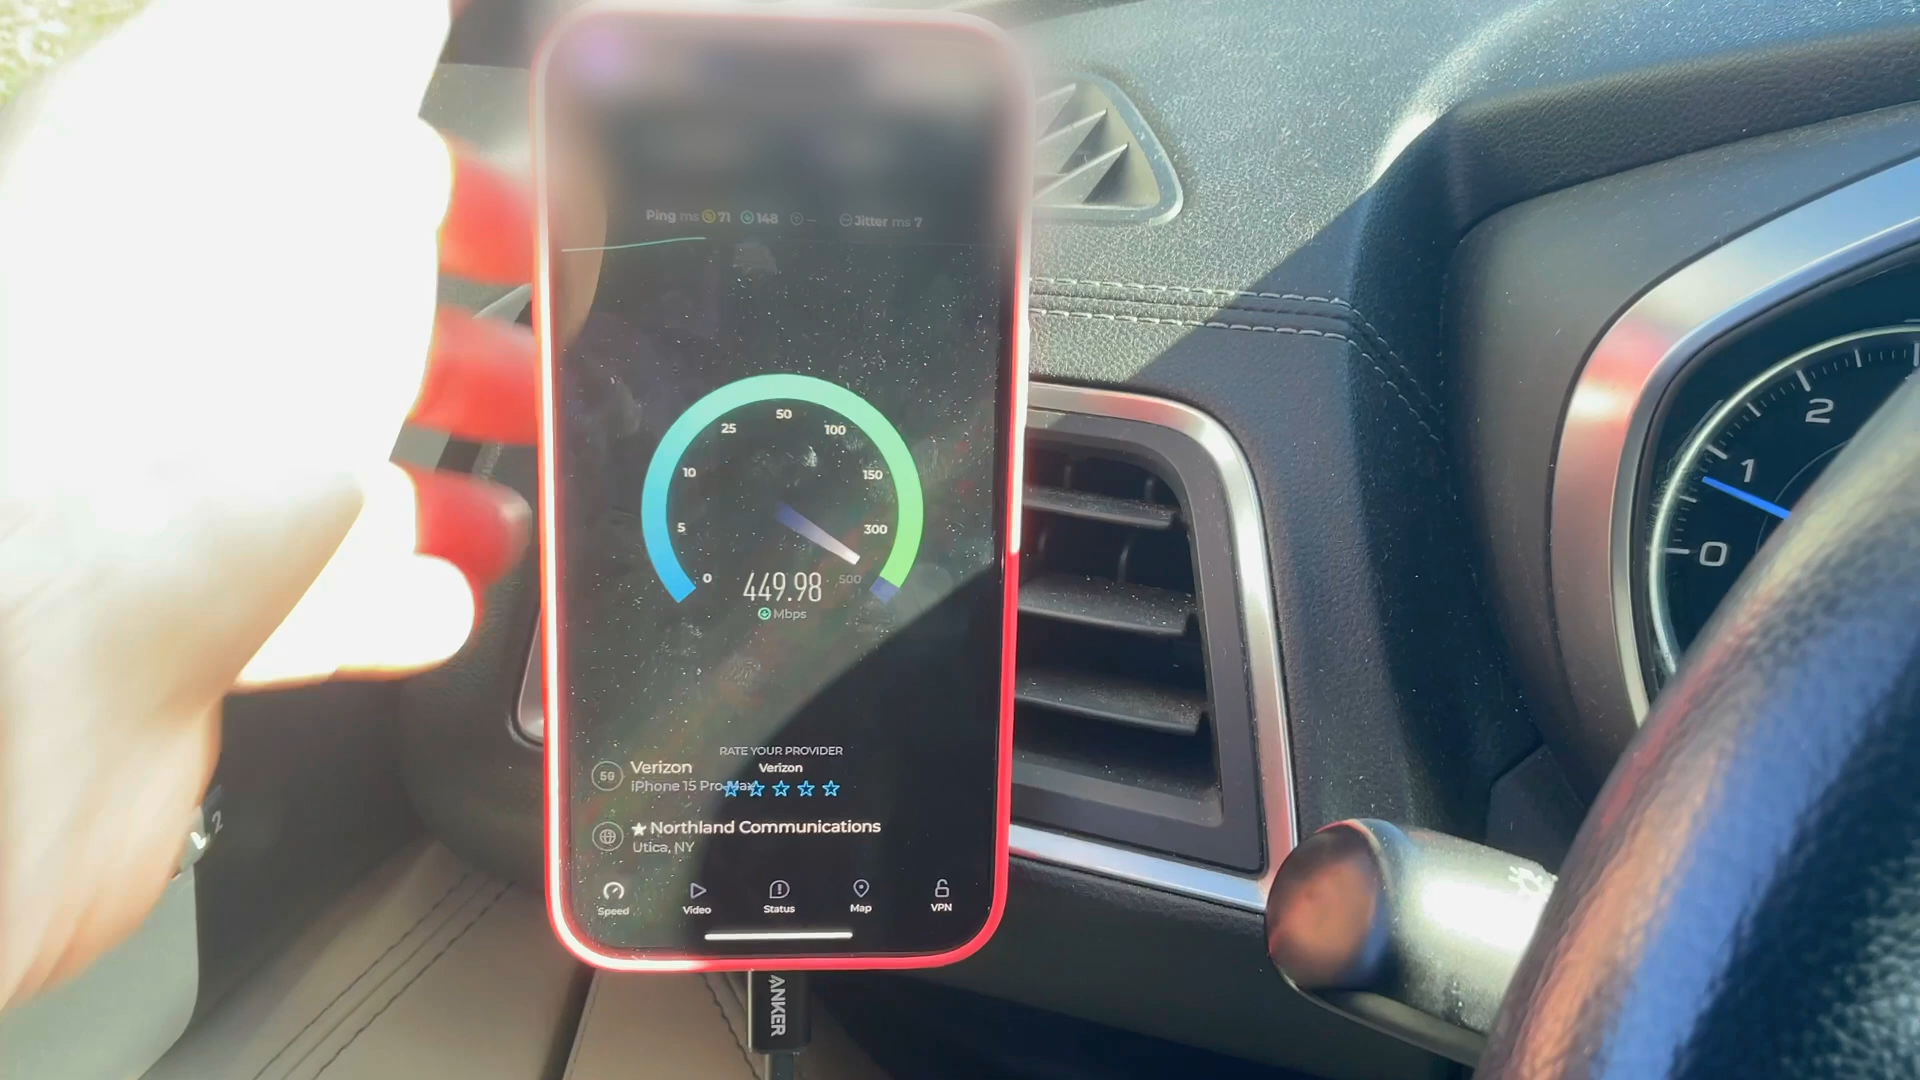 Ping ms 71 148 — Jitter ms 7
50
25 100
10 150
5 300
0 500
449.98
Mbps
RATE YOUR PROVIDER
Verizon
5G Verizon
iPhone 15 Pro Max
Northland Communications
Utica, NY
Speed Video Status Map VPN
ANKER
2
1
0
2